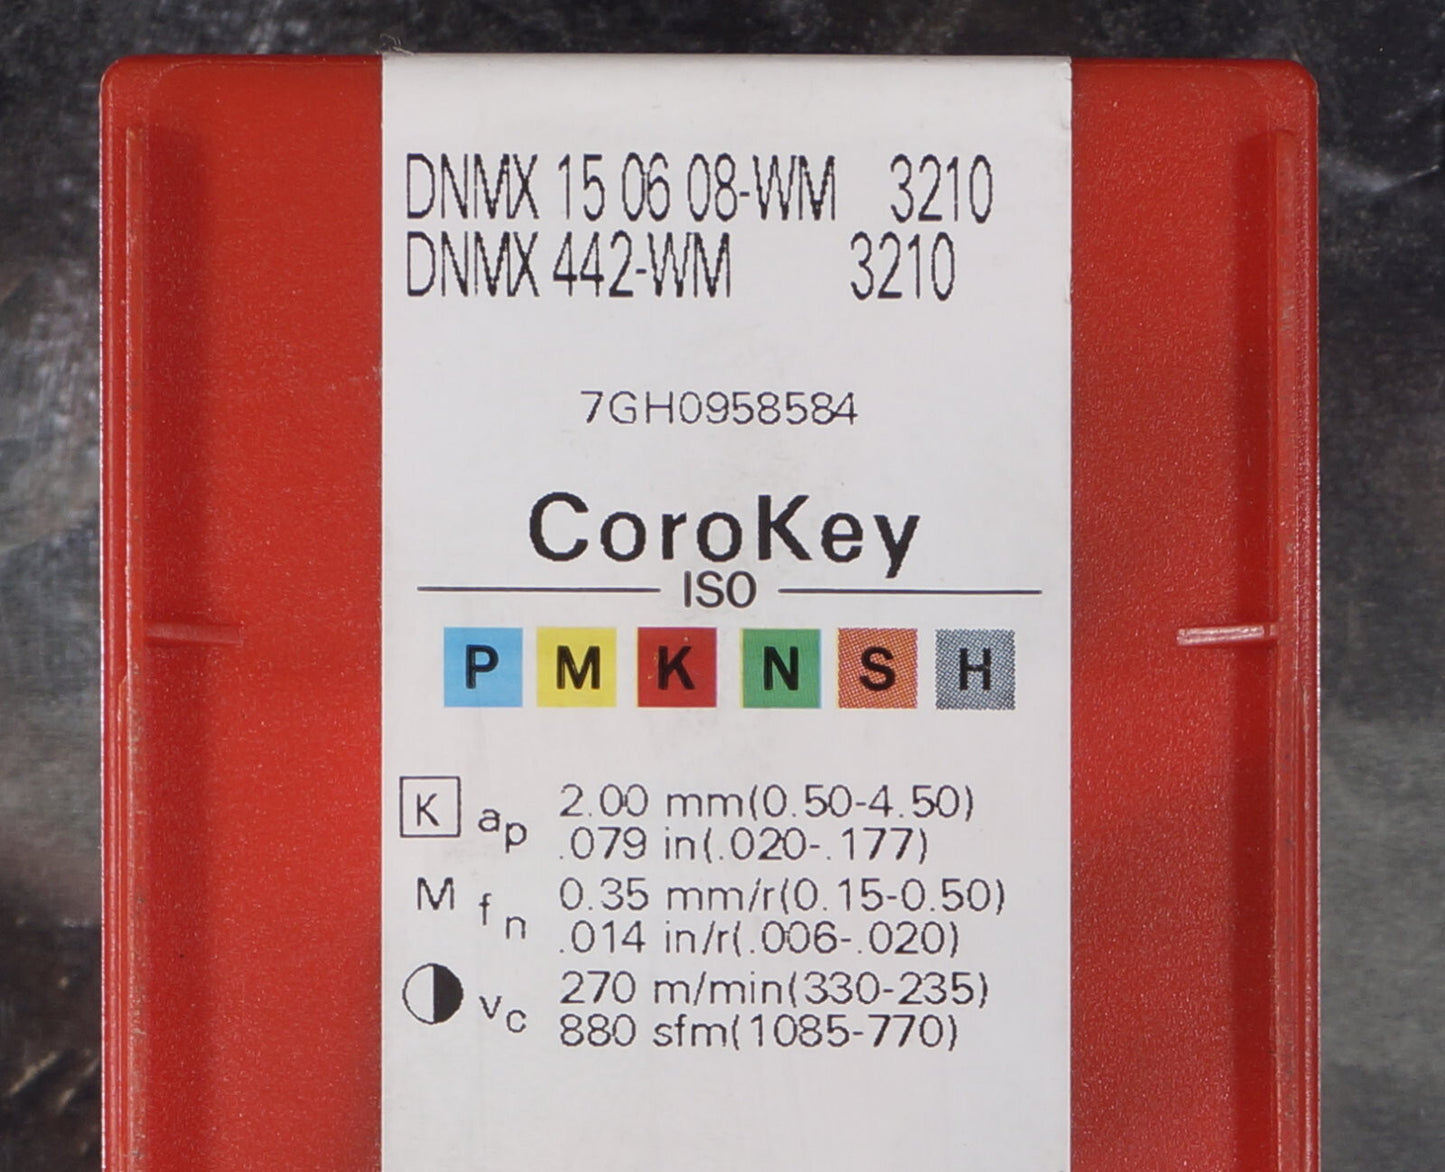 DNMX 15 06 08-WM 3210
DNMX 442-WM 3210
7GH0958584
CoroKey
ISO
P M K N S H
K ap 2.00 mm(0.50-4.50)
.079 in(.020-.177)
M fn 0.35 mm/r(0.15-0.50)
.014 in/r(.006-.020)
vc 270 m/min(330-235)
880 sfm(1085-770)